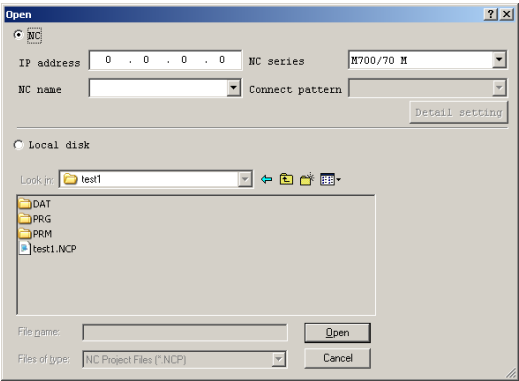 Open
NC
IP address 0 . 0 . 0 . 0 NC series M700/70 M
NC name Connect pattern
Detail setting
Local disk
Look in: test1
DAT
PRG
PRM
test1.NCP
File name: Open
Files of type: NC Project Files (*.NCP) Cancel